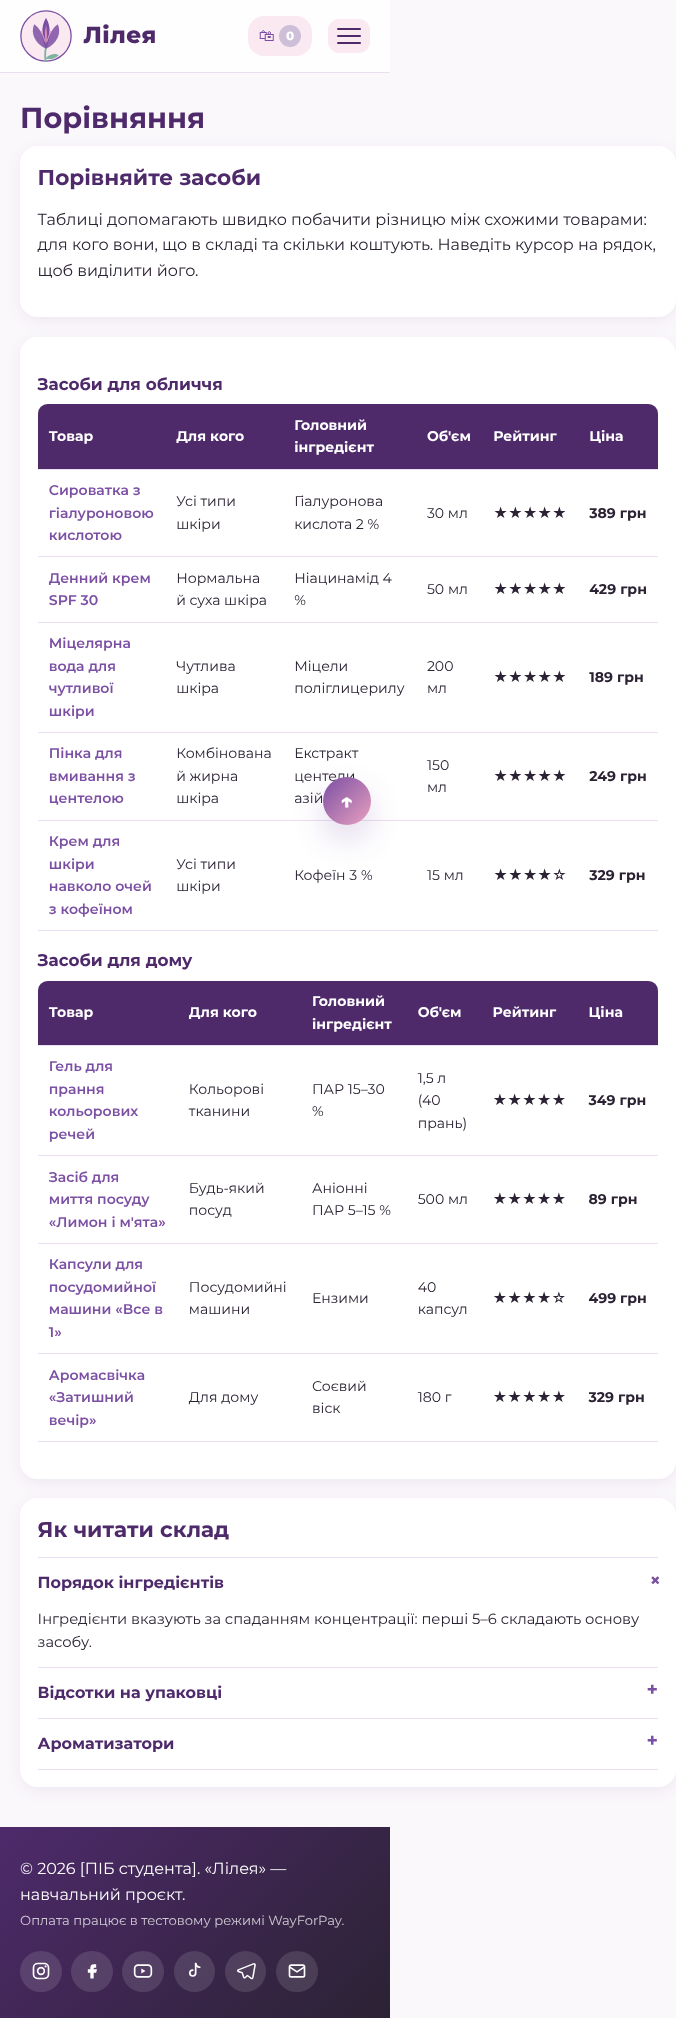 Лілея
0
Порівняння
Порівняйте засоби
Таблиці допомагають швидко побачити різницю між схожими товарами:
для кого вони, що в складі та скільки коштують. Наведіть курсор на рядок,
щоб виділити його.
Засоби для обличчя
Товар Для кого Головний інгредієнт Об'єм Рейтинг Ціна
Сироватка з гіалуроновою кислотою Усі типи шкіри Гіалуронова кислота 2 % 30 мл ★★★★★ 389 грн
Денний крем SPF 30 Нормальна й суха шкіра Ніацинамід 4 % 50 мл ★★★★★ 429 грн
Міцелярна вода для чутливої шкіри Чутлива шкіра Міцели поліглицерилу 200 мл ★★★★★ 189 грн
Пінка для вмивання з центелою Комбінована й жирна шкіра Екстракт центели 150 мл ★★★★★ 249 грн
Крем для шкіри навколо очей з кофеїном Усі типи шкіри Кофеїн 3 % 15 мл ★★★★☆ 329 грн
Засоби для дому
Товар Для кого Головний інгредієнт Об'єм Рейтинг Ціна
Гель для прання кольорових речей Кольорові тканини ПАР 15–30 % 1,5 л (40 прань) ★★★★★ 349 грн
Засіб для миття посуду «Лимон і м'ята» Будь-який посуд Аніонні ПАР 5–15 % 500 мл ★★★★★ 89 грн
Капсули для посудомийної машини «Все в 1» Посудомийні машини Ензими 40 капсул ★★★★☆ 499 грн
Аромасвічка «Затишний вечір» Для дому Соєвий віск 180 г ★★★★★ 329 грн
Як читати склад
Порядок інгредієнтів
Інгредієнти вказують за спаданням концентрації: перші 5–6 складають основу
засобу.
Відсотки на упаковці
Ароматизатори
© 2026 [ПІБ студента]. «Лілея» —
навчальний проєкт.
Оплата працює в тестовому режимі WayForPay.